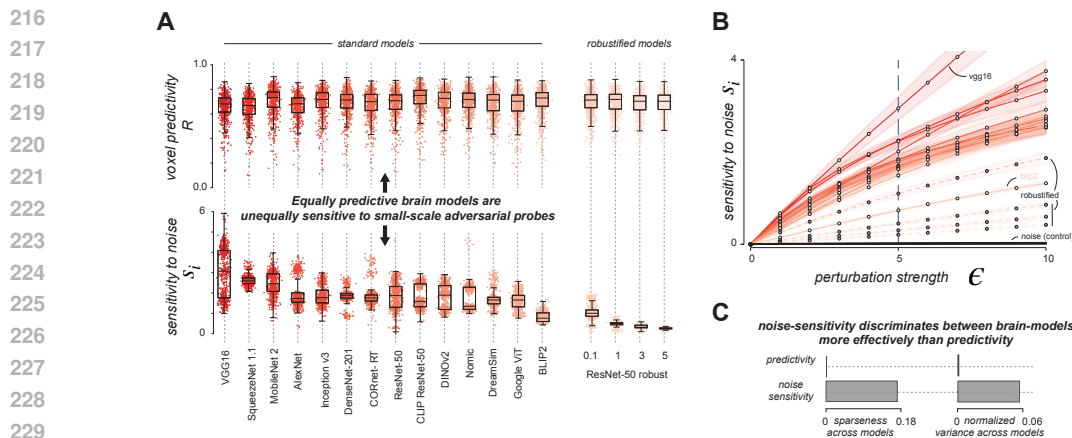 216
217
218
219
220
221
222
223
224
225
226
227
228
229
A
standard models
robustified models
voxel predictivity
R
1.0
0.0
Equally predictive brain models are
unequally sensitive to small-scale adversarial probes
sensitivity to noise
S_i
6
0
VGG16
SqueezeNet 1.1
MobileNet 2
AlexNet
Inception v3
DenseNet-201
CORnet- RT
ResNet-50
CLIP ResNet-50
DINOv2
Nomic
DreamSim
Google ViT
BLIP2
0.1 1 3 5
ResNet-50 robust
B
sensitivity to noise S_i
4
0
vgg16
blip2
robustified
noise (control)
0 5 10
perturbation strength ϵ
C
noise-sensitivity discriminates between brain-models
more effectively than predictivity
predictivity
noise
sensitivity
0 sparseness 0.18
across models
0 normalized 0.06
variance across models